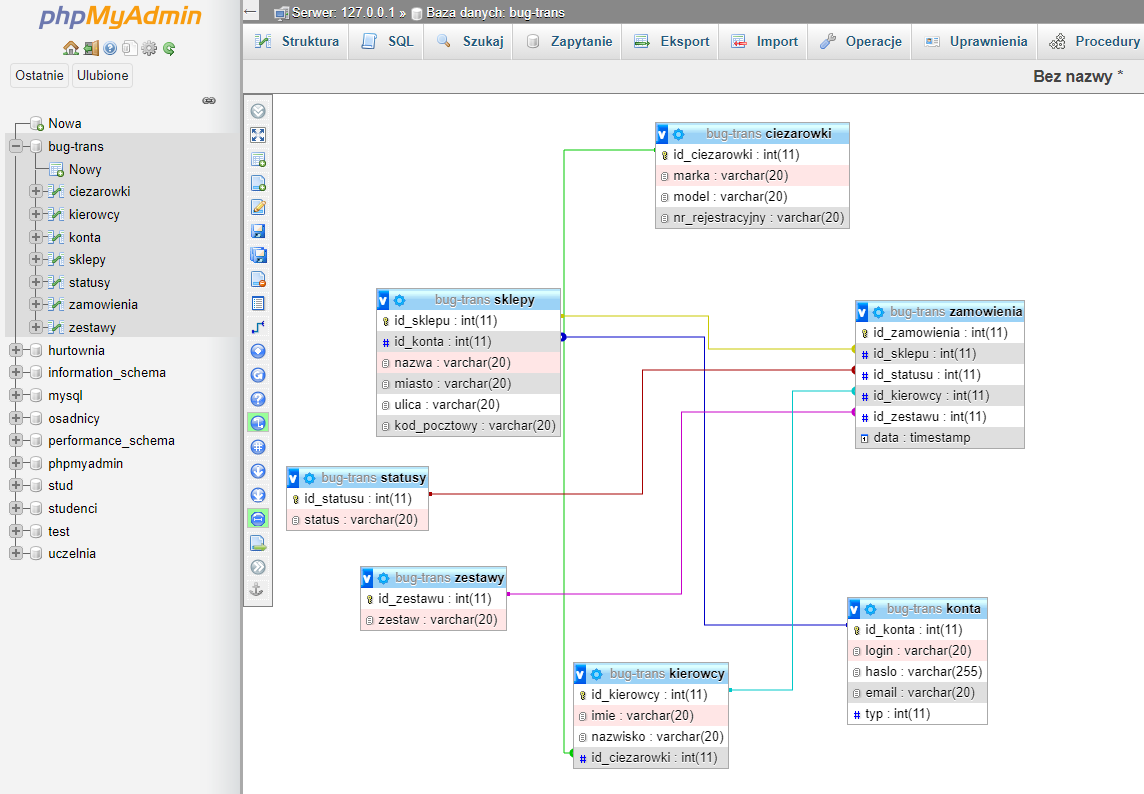 phpMyAdmin
Ostatnie Ulubione
Nowa
bug-trans
Nowy
ciezarowki
kierowcy
konta
sklepy
statusy
zamowienia
zestawy
hurtownia
information_schema
mysql
osadnicy
performance_schema
phpmyadmin
stud
studenci
test
uczelnia
Serwer: 127.0.0.1 » Baza danych: bug-trans
Struktura SQL Szukaj Zapytanie Eksport Import Operacje Uprawnienia Procedury
Bez nazwy *
bug-trans ciezarowki
id_ciezarowki : int(11)
marka : varchar(20)
model : varchar(20)
nr_rejestracyjny : varchar(20)
bug-trans sklepy
id_sklepu : int(11)
id_konta : int(11)
nazwa : varchar(20)
miasto : varchar(20)
ulica : varchar(20)
kod_pocztowy : varchar(20)
bug-trans zamowienia
id_zamowienia : int(11)
id_sklepu : int(11)
id_statusu : int(11)
id_kierowcy : int(11)
id_zestawu : int(11)
data : timestamp
bug-trans statusy
id_statusu : int(11)
status : varchar(20)
bug-trans zestawy
id_zestawu : int(11)
zestaw : varchar(20)
bug-trans konta
id_konta : int(11)
login : varchar(20)
haslo : varchar(255)
email : varchar(20)
typ : int(11)
bug-trans kierowcy
id_kierowcy : int(11)
imie : varchar(20)
nazwisko : varchar(20)
id_ciezarowki : int(11)